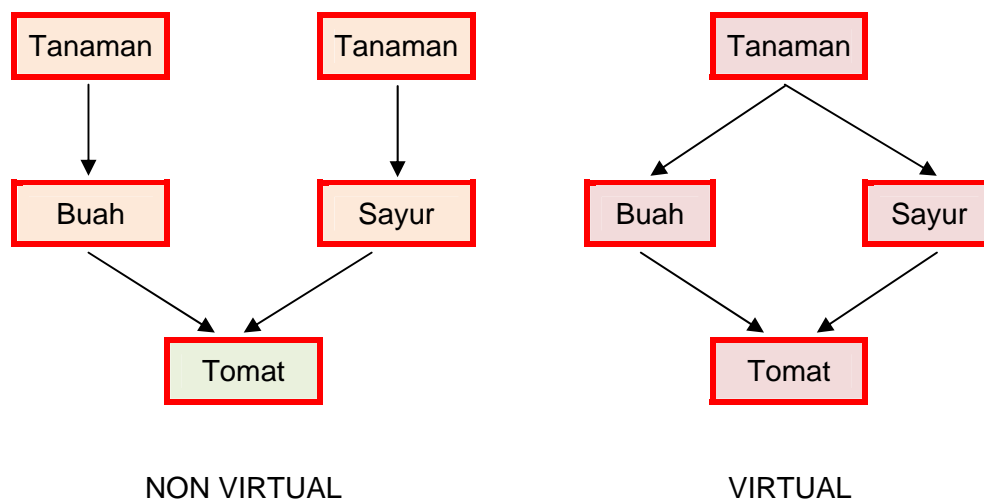 Tanaman
Tanaman
Tanaman
Buah
Sayur
Buah
Sayur
Tomat
Tomat
NON VIRTUAL
VIRTUAL